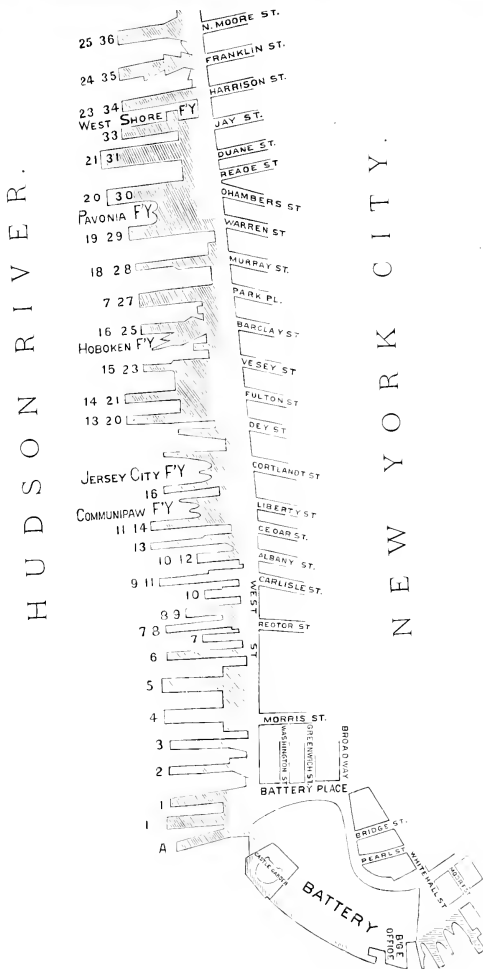 HUDSON RIVER.
NEW YORK CITY.
25 36
N. MOORE ST.
24 35
FRANKLIN ST.
23 34
HARRISON ST.
WEST SHORE F'Y
33
JAY ST.
21 31
DUANE ST.
READE ST
20 30
CHAMBERS ST
PAVONIA F'Y
19 29
WARREN ST
18 28
MURRAY ST.
7 27
PARK PL.
16 25
BARCLAY ST
HOBOKEN F'Y
15 23
VESEY ST
14 21
FULTON ST
13 20
DEY ST
JERSEY CITY F'Y
CORTLANDT ST
16
COMMUNIPAW F'Y
LIBERTY ST
11 14
CEDAR ST.
13
10 12
ALBANY ST.
9 11
CARLISLE ST.
10
WEST ST
8 9
7 8
RECTOR ST
7
6
5
4
MORRIS ST.
WASHINGTON ST
GREENWICH ST.
BROADWAY
3
2
BATTERY PLACE
1
1
A
BRIDGE ST.
PEARL ST
WHITEHALL ST
CASTLE GARDEN
BATTERY
B'GE OFFICE